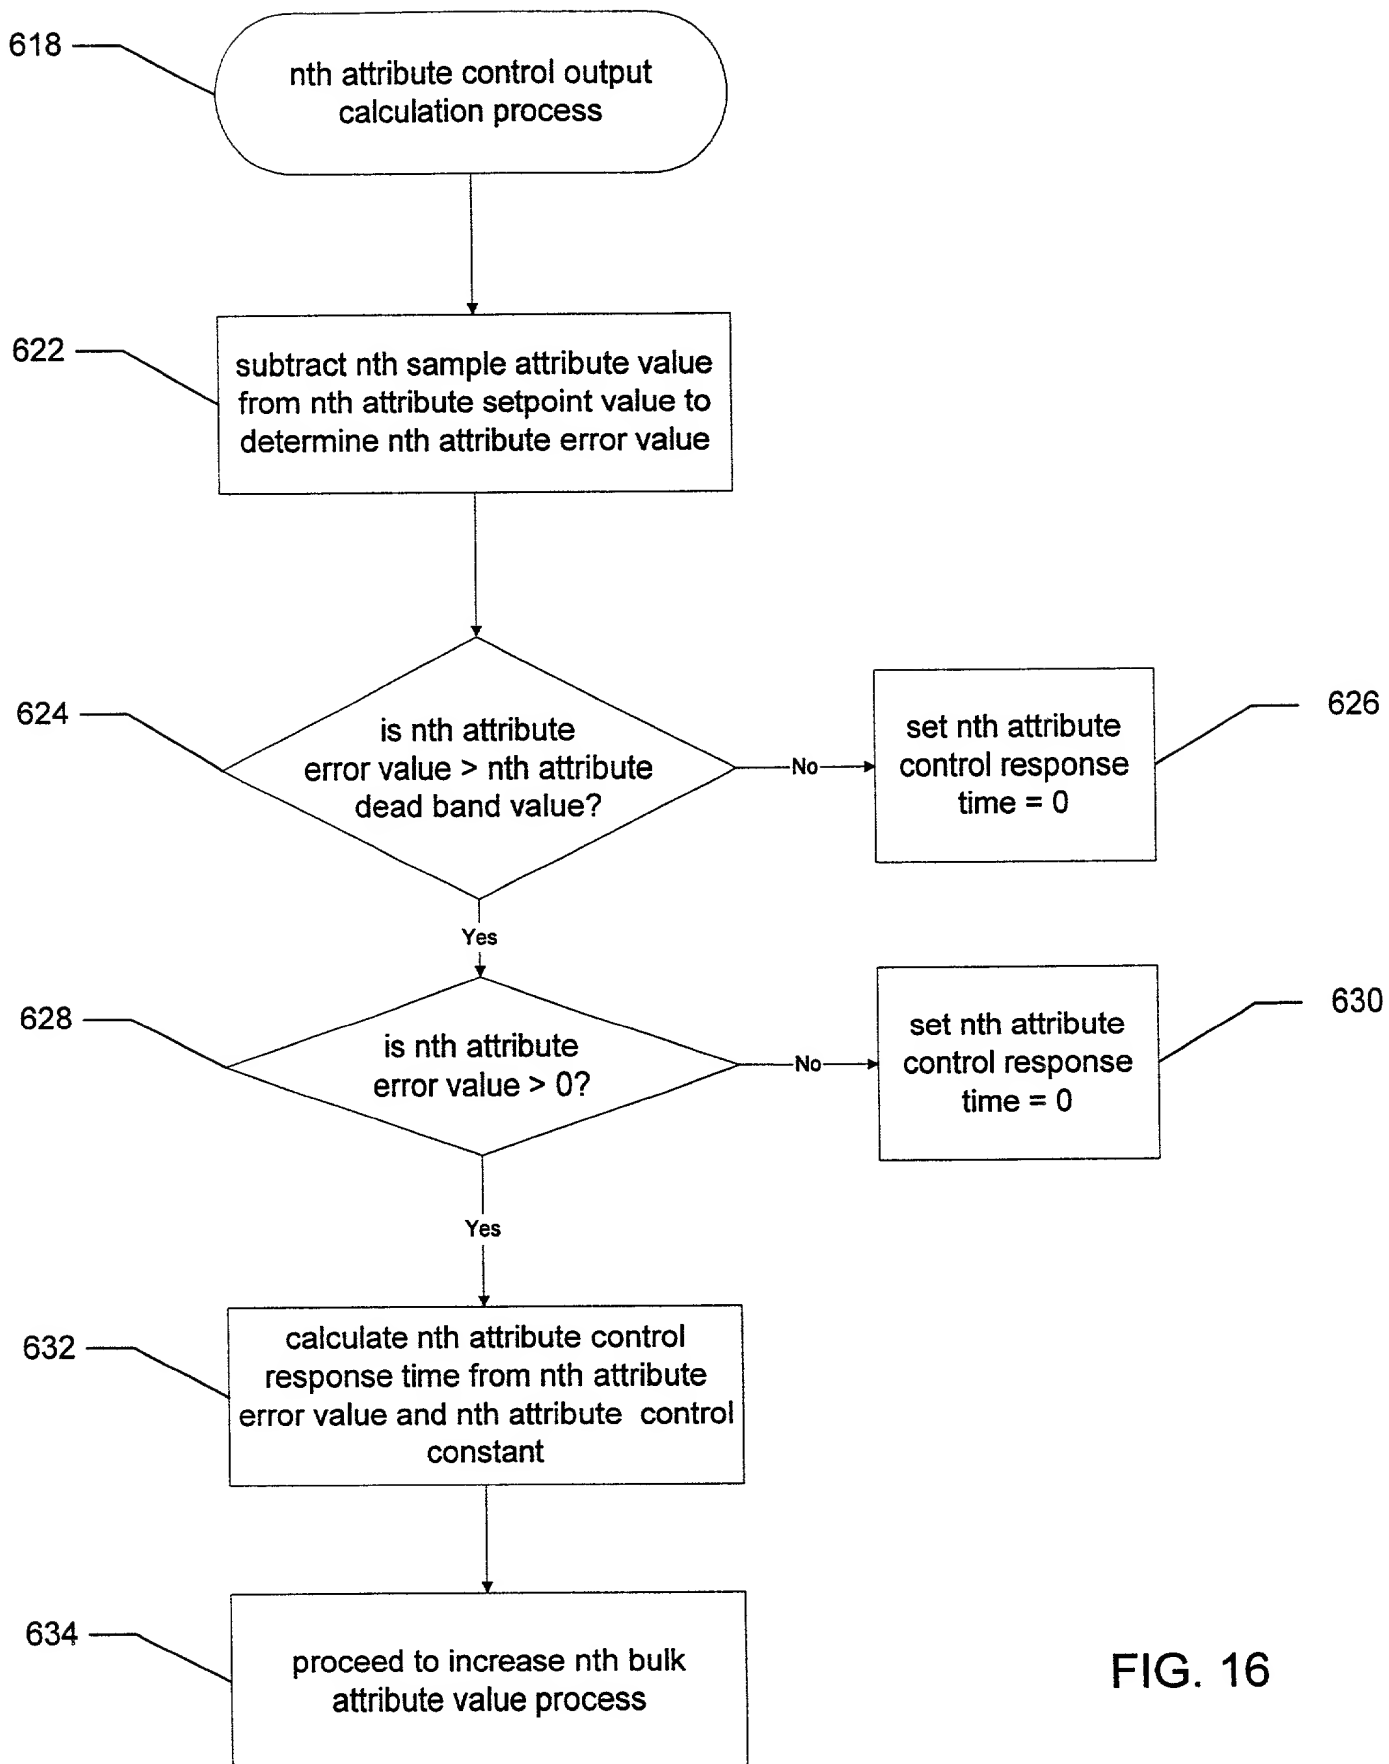 618
nth attribute control output
calculation process
622
subtract nth sample attribute value
from nth attribute setpoint value to
determine nth attribute error value
624
is nth attribute
error value > nth attribute
dead band value?
No
set nth attribute
control response
time = 0
626
Yes
628
is nth attribute
error value > 0?
No
set nth attribute
control response
time = 0
630
Yes
632
calculate nth attribute control
response time from nth attribute
error value and nth attribute control
constant
634
proceed to increase nth bulk
attribute value process
FIG. 16